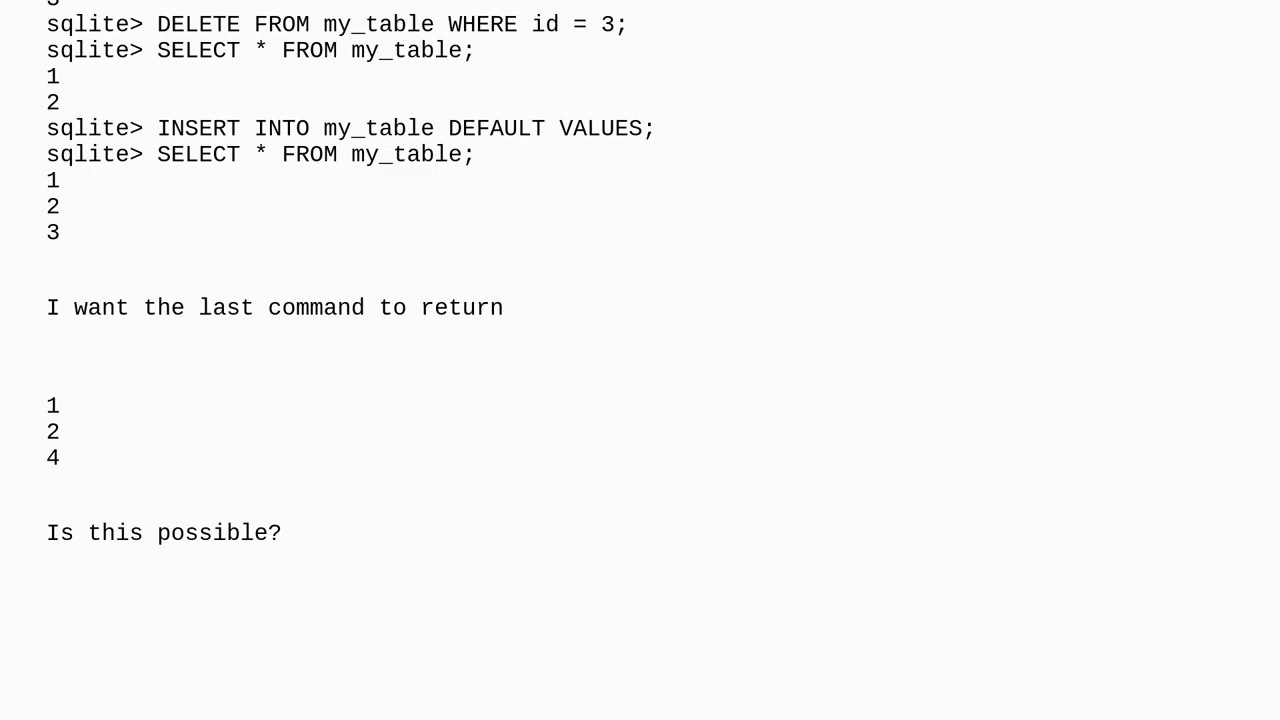 sqlite> DELETE FROM my_table WHERE id = 3;
sqlite> SELECT * FROM my_table;
1
2
sqlite> INSERT INTO my_table DEFAULT VALUES;
sqlite> SELECT * FROM my_table;
1
2
3
I want the last command to return
1
2
4
Is this possible?